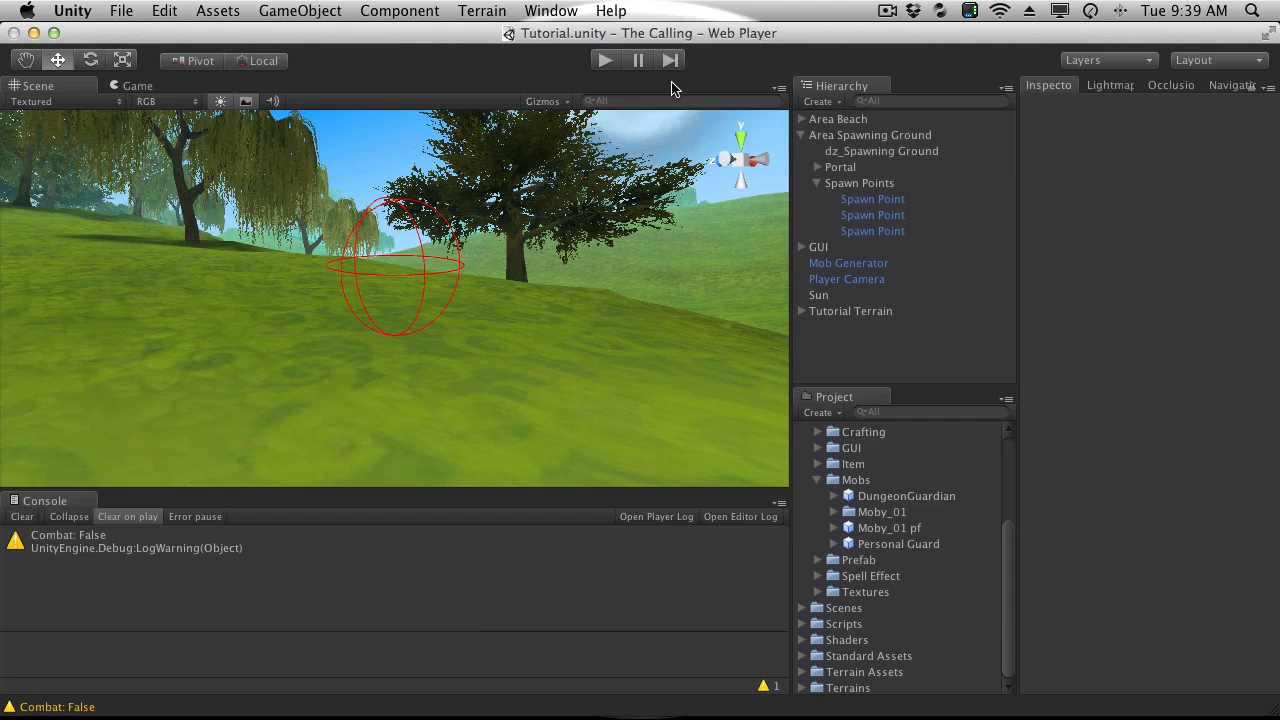 Unity File Edit Assets GameObject Component Terrain Window Help Tue 9:39 AM
Tutorial.unity – The Calling – Web Player
Pivot Local Layers Layout
Scene Game
Textured RGB Gizmos All
Hierarchy
Create All
Area Beach
Area Spawning Ground
dz_Spawning Ground
Portal
Spawn Points
Spawn Point
Spawn Point
Spawn Point
GUI
Mob Generator
Player Camera
Sun
Tutorial Terrain
Inspecto Lightmap Occlusio Navigati
y
z
Project
Create All
Crafting
GUI
Item
Mobs
DungeonGuardian
Moby_01
Moby_01 pf
Personal Guard
Prefab
Spell Effect
Textures
Scenes
Scripts
Shaders
Standard Assets
Terrain Assets
Terrains
Console
Clear Collapse Clear on play Error pause Open Player Log Open Editor Log
Combat: False
UnityEngine.Debug:LogWarning(Object)
1
Combat: False